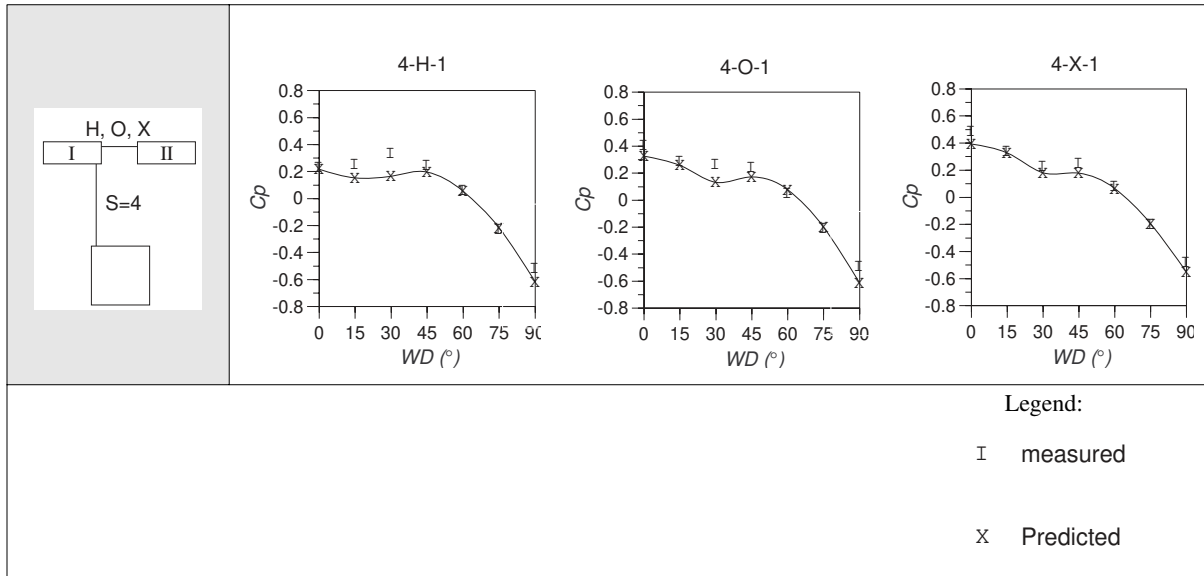 H, O, X
I II
S=4
4-H-1
0.8
0.6
0.4
0.2
0
-0.2
-0.4
-0.6
-0.8
Cp
0 15 30 45 60 75 90
WD (°)
4-O-1
0.8
0.6
0.4
0.2
0
-0.2
-0.4
-0.6
-0.8
Cp
0 15 30 45 60 75 90
WD (°)
4-X-1
0.8
0.6
0.4
0.2
0
-0.2
-0.4
-0.6
-0.8
Cp
0 15 30 45 60 75 90
WD (°)
Legend:
I measured
X Predicted